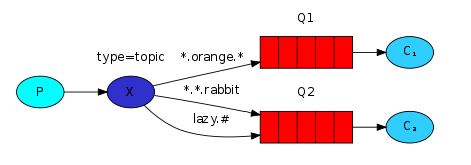 Q1
type=topic
*.orange.*
C₁
P
X
*.*.rabbit
Q2
lazy.#
C₂